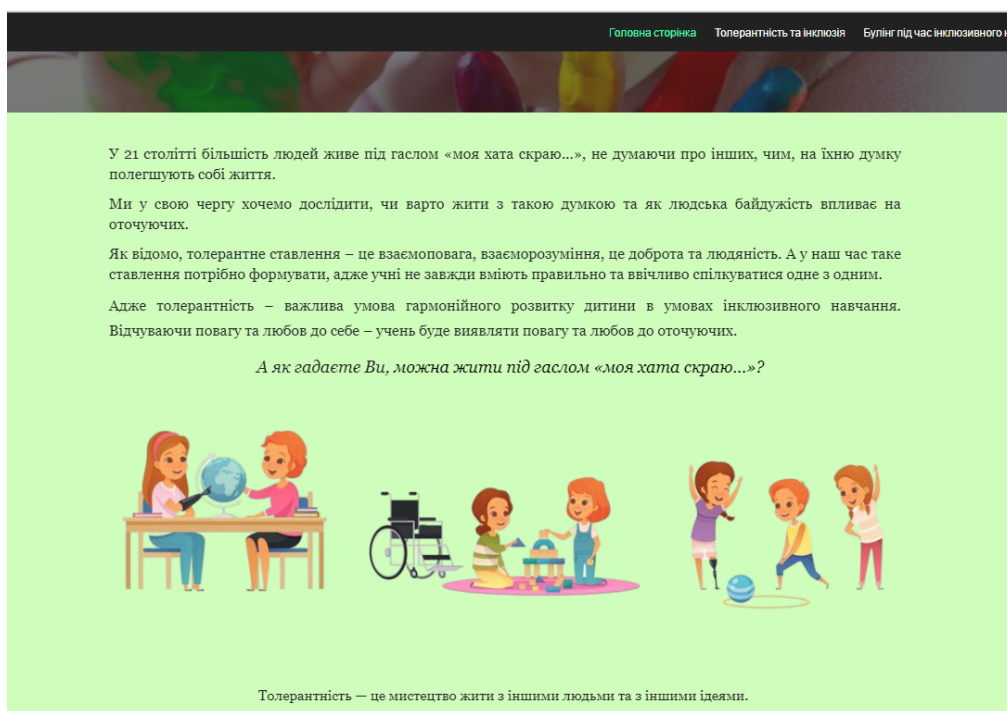 Головна сторінка Толерантність та інклюзія Булінг під час інклюзивного
У 21 столітті більшість людей живе під гаслом «моя хата скраю...», не думаючи про інших, чим, на їхню думку
полегшують собі життя.
Ми у свою чергу хочемо дослідити, чи варто жити з такою думкою та як людська байдужість впливає на
оточуючих.
Як відомо, толерантне ставлення – це взаємоповага, взаєморозуміння, це доброта та людяність. А у наш час таке
ставлення потрібно формувати, адже учні не завжди вміють правильно та ввічливо спілкуватися одне з одним.
Адже толерантність – важлива умова гармонійного розвитку дитини в умовах інклюзивного навчання.
Відчуваючи повагу та любов до себе – учень буде виявляти повагу та любов до оточуючих.
А як гадаєте Ви, можна жити під гаслом «моя хата скраю...»?
Толерантність — це мистецтво жити з іншими людьми та з іншими ідеями.